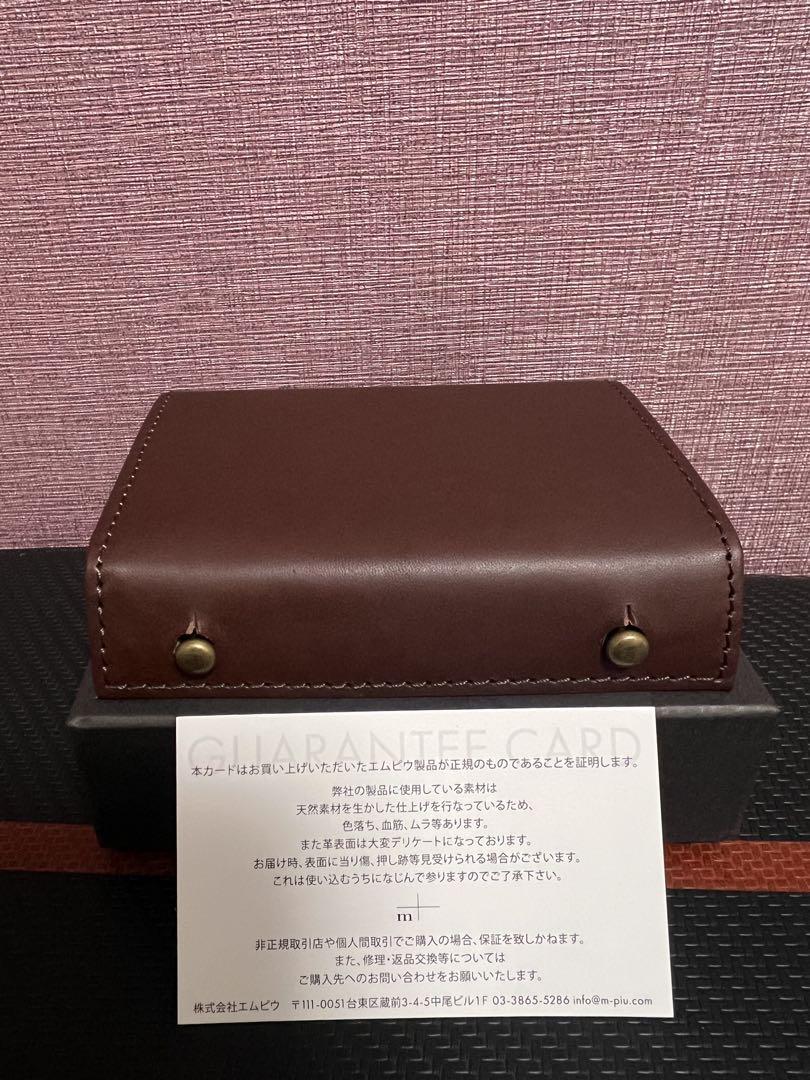 GUARANTEE CARD
本カードはお買い上げいただいたエムピウ製品が正規のものであることを証明します。
弊社の製品に使用している素材は
天然素材を生かした仕上げを行なっているため、
色落ち、血筋、ムラ等あります。
また革表面は大変デリケートになっております。
お届け時、表面に当り傷、押し跡等見受けられる場合がございます。
これは使い込むうちになじんで参りますのでご了承下さい。
m+
非正規取引店や個人間取引でご購入の場合、保証を致しかねます。
また、修理・返品交換等については
ご購入先へのお問い合わせをお願いいたします。
株式会社エムピウ 〒111-0051台東区蔵前3-4-5中尾ビル1F 03-3865-5286 info@m-piu.com